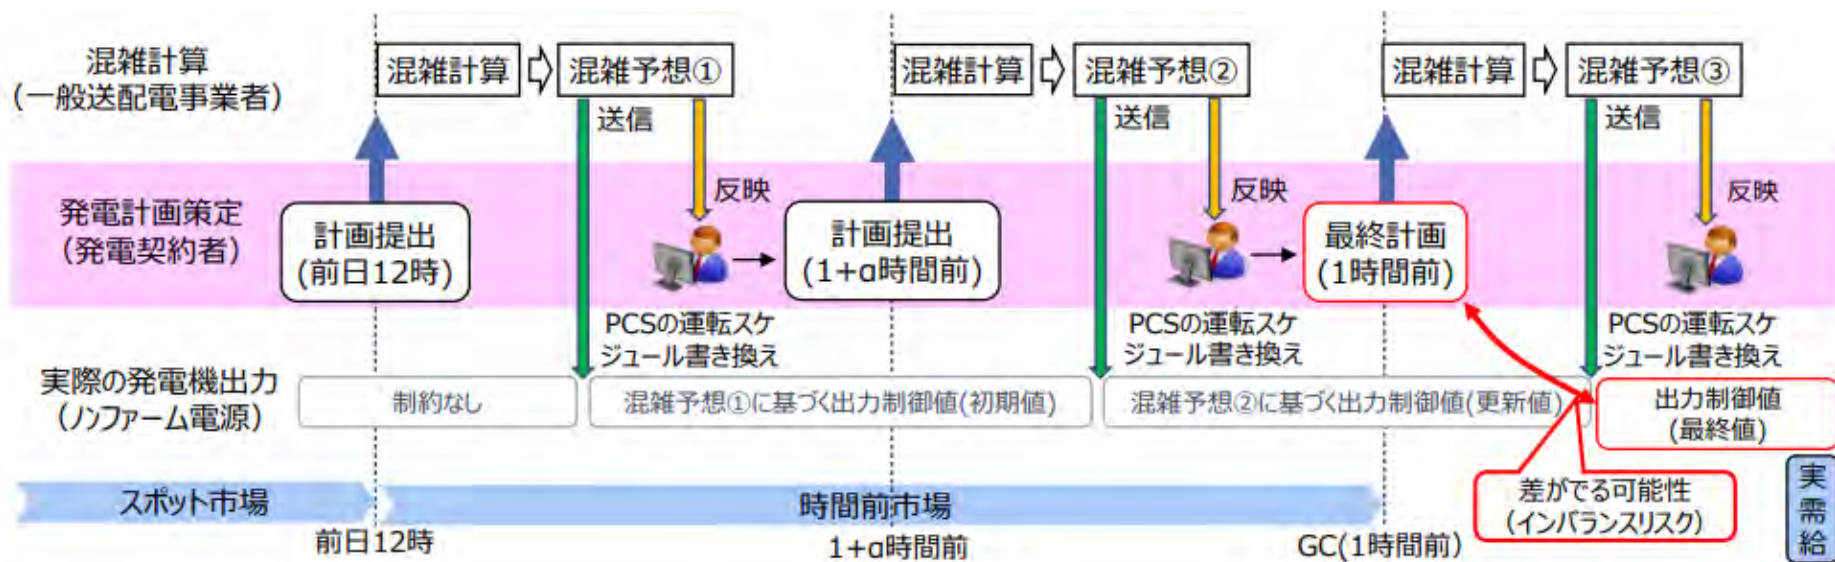 混雑計算
(一般送配電事業者)
混雑計算
混雑予想①
混雑計算
混雑予想②
混雑計算
混雑予想③
送信
送信
送信
発電計画策定
(発電契約者)
計画提出
(前日12時)
反映
計画提出
(1+α時間前)
反映
最終計画
(1時間前)
反映
PCSの運転スケ
ジュール書き換え
PCSの運転スケ
ジュール書き換え
PCSの運転スケ
ジュール書き換え
実際の発電機出力
(ノンファーム電源)
制約なし
混雑予想①に基づく出力制御値(初期値)
混雑予想②に基づく出力制御値(更新値)
出力制御値
(最終値)
差がでる可能性
(インバランスリスク)
スポット市場
時間前市場
実需給
前日12時
1+α時間前
GC(1時間前)